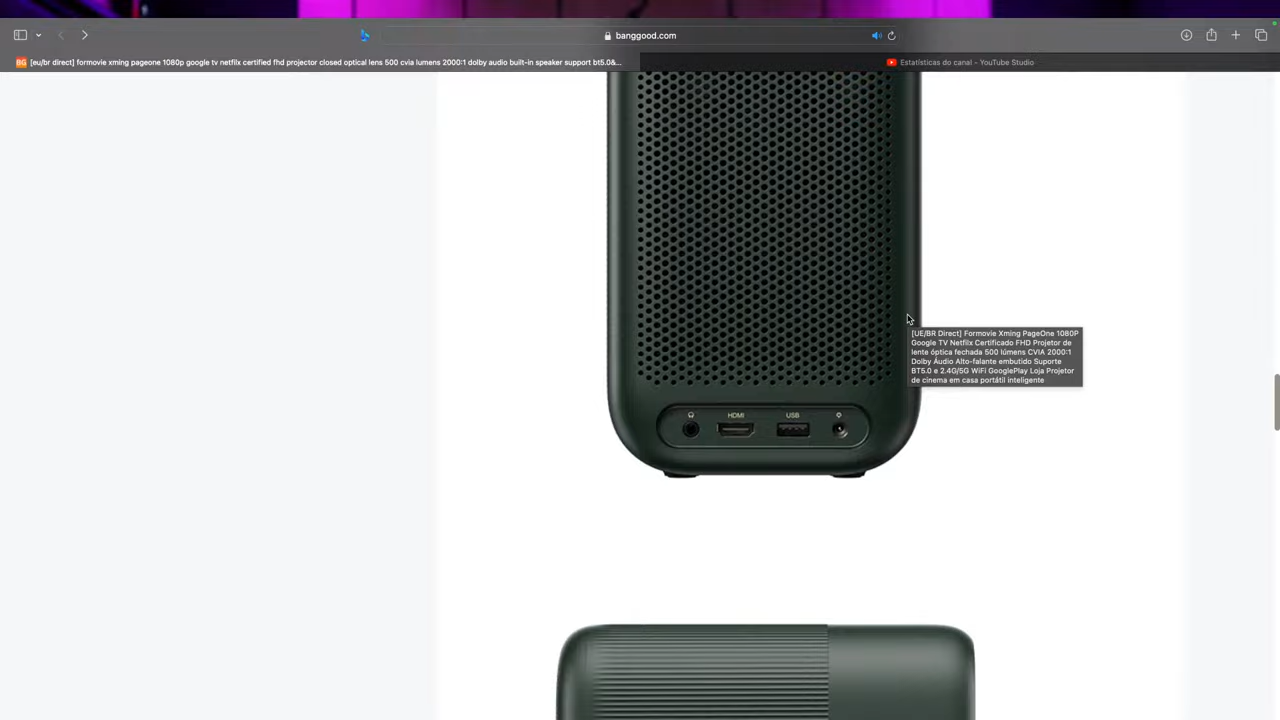 banggood.com
BG [eu/br direct] formovie xming pageone 1080p google tv netflix certified fhd projector closed optical lens 500 cvia lumens 2000:1 dolby audio built-in speaker support bt5.0&...
Estatísticas do canal - YouTube Studio
[UE/BR Direct] Formovie Xming PageOne 1080P
Google TV Netflix Certificado FHD Projetor de
lente óptica fechada 500 lúmens CVIA 2000:1
Dolby Áudio Alto-falante embutido Suporte
BT5.0 e 2.4G/5G WiFi GooglePlay Loja Projetor
de cinema em casa portátil inteligente
HDMI USB